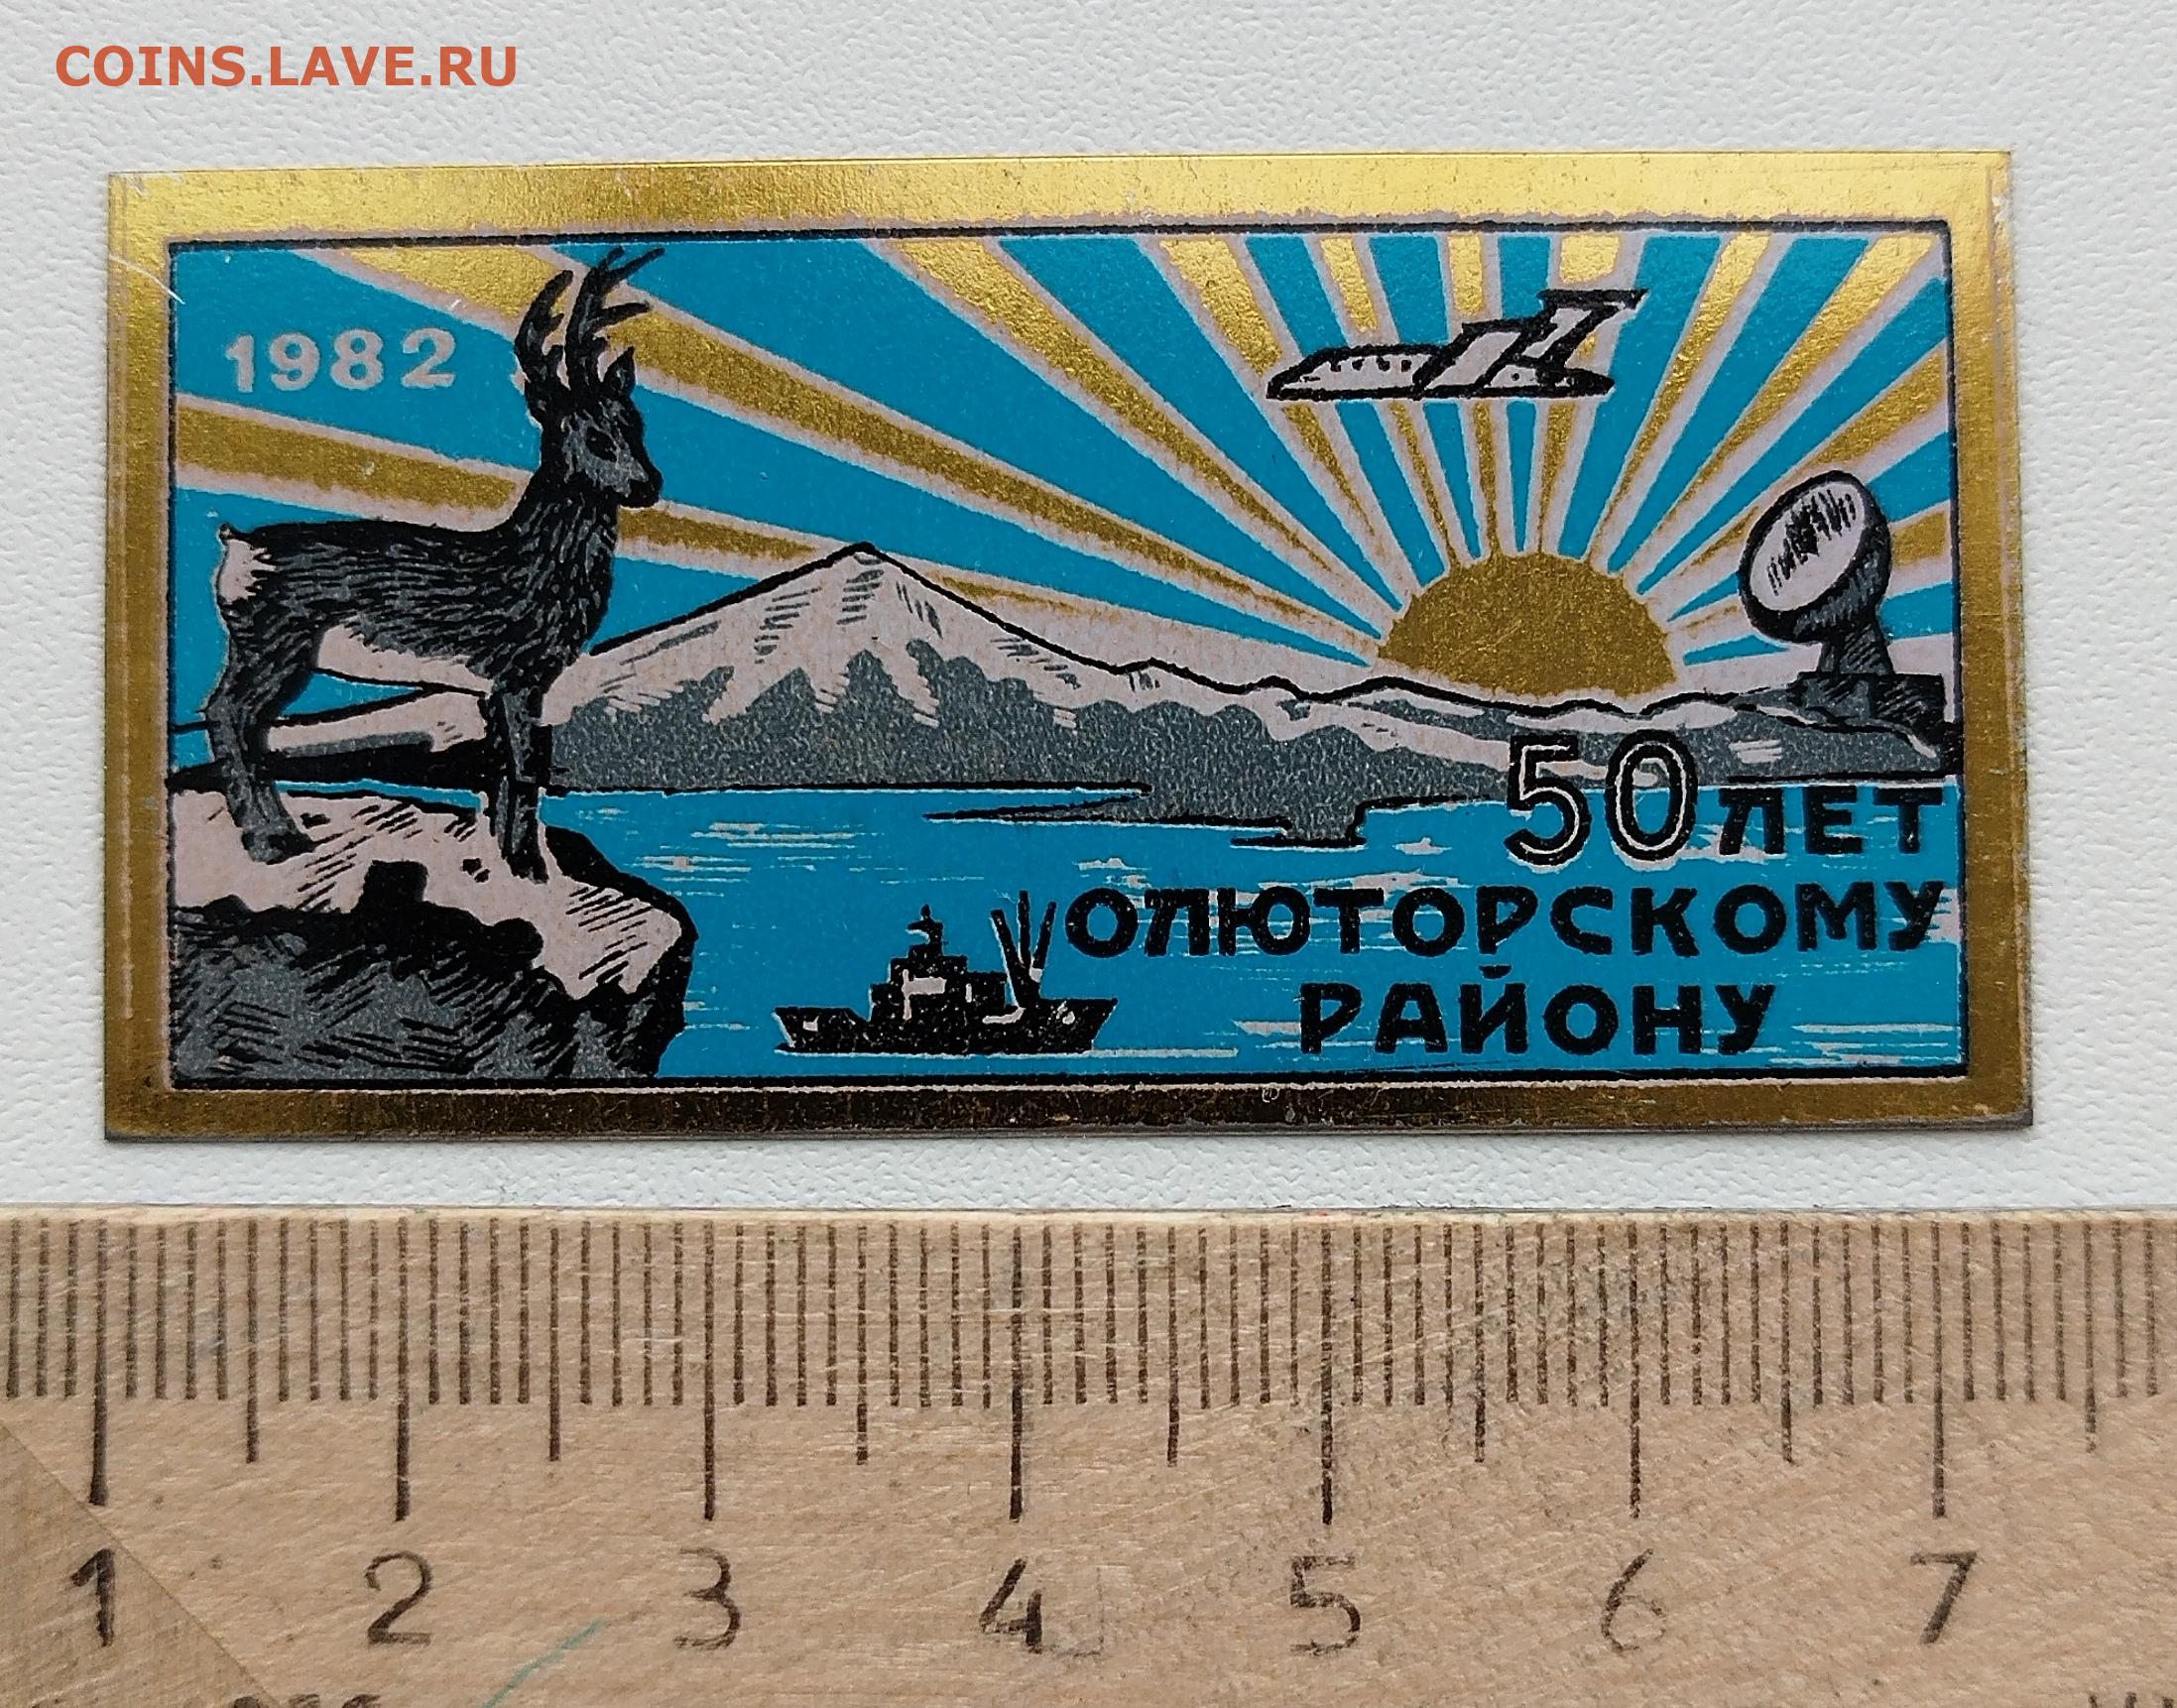 COINS.LAVE.RU
1982
50 ЛЕТ
ОЛЮТОРСКОМУ
РАЙОНУ
1 2 3 4 5 6 7